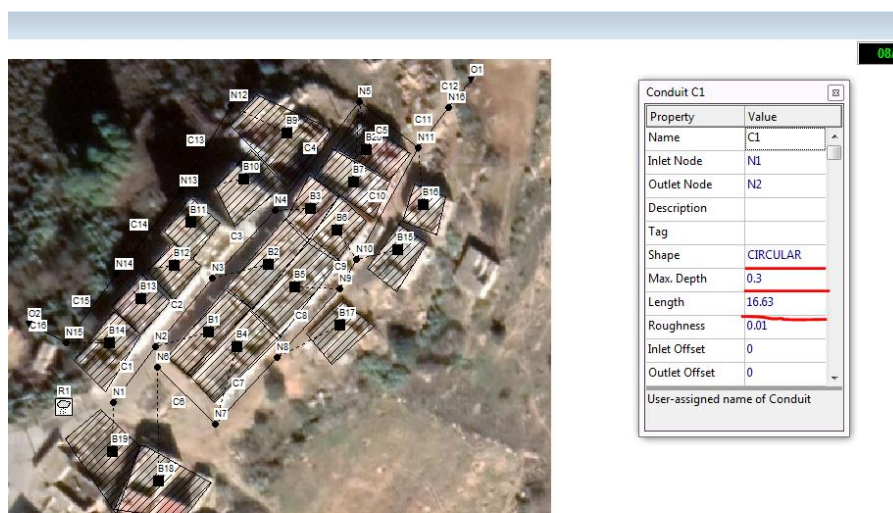 08/
O1
C12
N5
N16
N12
C11
B9
C5
C13
B20
N11
C4
B10
B7
N13
B16
N4
B3
C10
B11
C14
B6
C3
B15
B12
N10
N14
B2
N3
C9
B5
N9
B13
C15
C2
O2
C16
B17
C8
N15
B14
N2
B1
B4
N8
N6
C1
C7
R1
N1
C6
N7
B19
B18
Conduit C1
Property Value
Name C1
Inlet Node N1
Outlet Node N2
Description
Tag
Shape CIRCULAR
Max. Depth 0.3
Length 16.63
Roughness 0.01
Inlet Offset 0
Outlet Offset 0
User-assigned name of Conduit